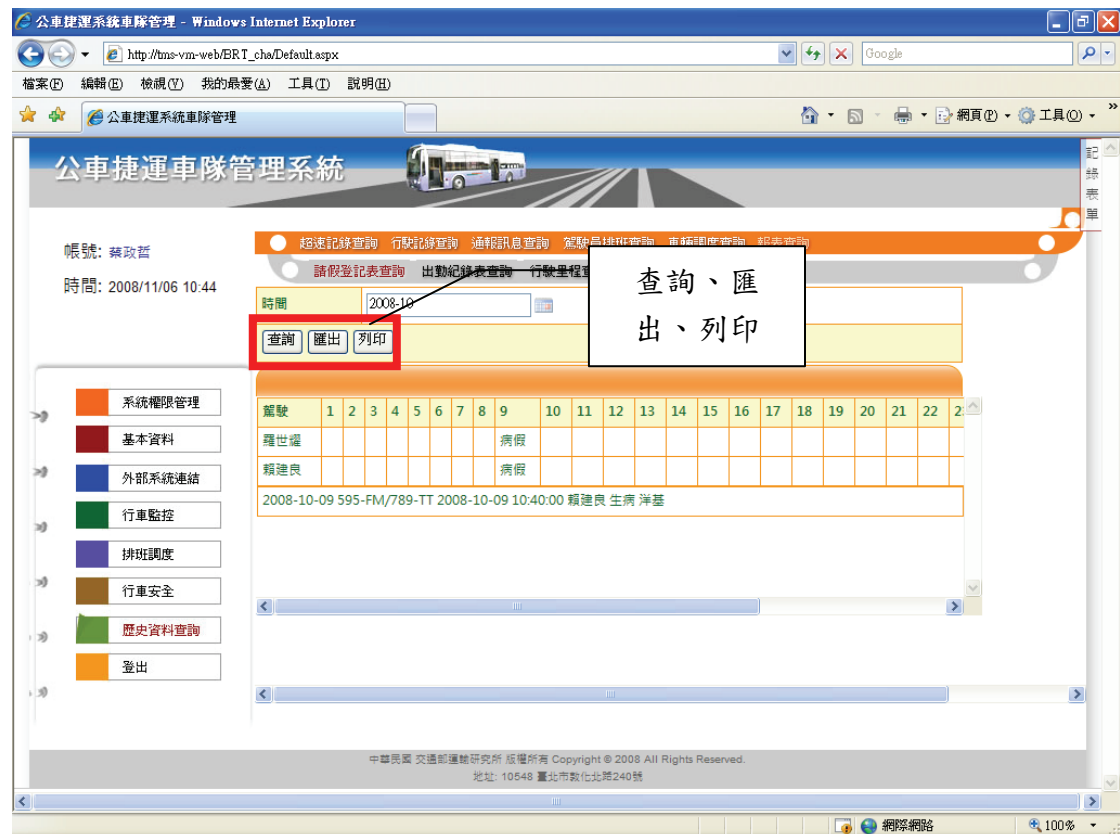 公車捷運系統車隊管理 - Windows Internet Explorer
http://tms-vm-web/BRT_cha/Default.aspx
Google
檔案(F) 編輯(E) 檢視(V) 我的最愛(A) 工具(T) 說明(H)
公車捷運系統車隊管理
網頁(P) 工具(O) »
公車捷運車隊管理系統
記錄表單
帳號: 蔡政哲
時間: 2008/11/06 10:44
超速記錄查詢 行駛記錄查詢 通報訊息查詢 駕駛員排班查詢 車輛調度查詢 報表查詢
請假登記表查詢 出勤紀錄表查詢 行駛里程
查詢、匯
出、列印
時間 2008-10
查詢 匯出 列印
駕駛 1 2 3 4 5 6 7 8 9 10 11 12 13 14 15 16 17 18 19 20 21 22
羅世繼 病假
賴建良 病假
2008-10-09 595-FM/789-TT 2008-10-09 10:40:00 賴建良 生病 洋基
系統權限管理
基本資料
外部系統連結
行車監控
排班調度
行車安全
歷史資料查詢
登出
中華民國 交通部運輸研究所 版權所有 Copyright © 2008 All Rights Reserved.
地址: 10548 臺北市敦化北路240號
網際網路 100%